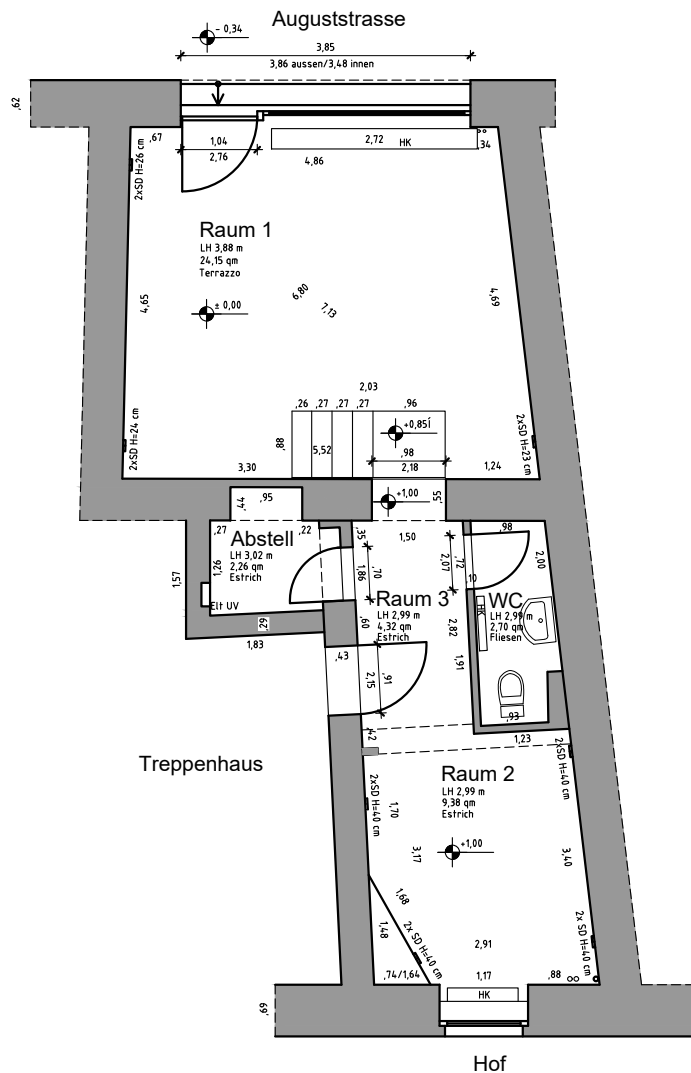 Auguststrasse
- 0,34
3,85
3,86 aussen/3,48 innen
,62
,67
1,04
2,76
2,72
HK
,34
4,86
2xSD H=26 cm
Raum 1
LH 3,88 m
24,15 qm
Terrazzo
± 0,00
4,65
6,80
7,13
4,69
2,03
,26
,27
,27
,27
,96
+0,85Í
,88
5,52
,98
2xSD H=24 cm
2xSD H=23 cm
3,30
2,18
1,24
,44
,95
+1,00
,55
,27
,22
,35
1,50
,98
Abstell
LH 3,02 m
2,26 qm
Estrich
1,26
1,57
Elt UV
,29
1,83
1,86
,70
2,07
,72
,10
2,00
Raum 3
LH 2,99 m
4,32 qm
Estrich
WC
LH 2,99 m
2,70 qm
Fliesen
HK
,60
2,82
1,91
,43
2,15
,91
,93
,42
1,23
Treppenhaus
Raum 2
LH 2,99 m
9,38 qm
Estrich
2xSD H=40 cm
2xSD H=40 cm
1,70
3,17
+1,00
3,40
1,68
1,48
2x SD H=40 cm
2x SD H=40 cm
2,91
,74/1,64
1,17
,88
HK
,69
Hof